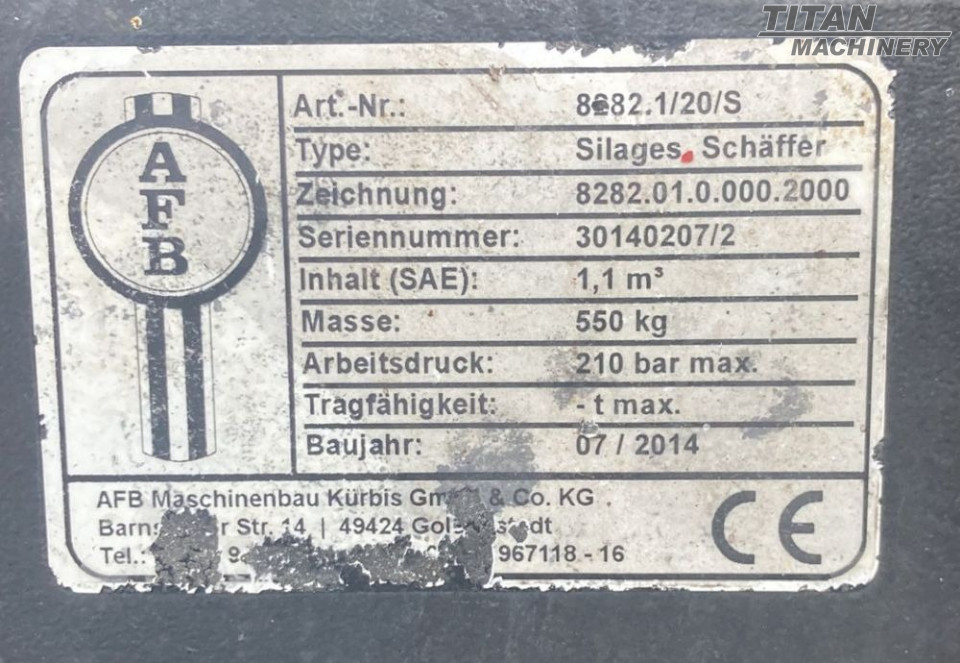 TITAN
MACHINERY
AFB
Art.-Nr.: 8282.1/20/S
Type: Silages. Schäffer
Zeichnung: 8282.01.0.000.2000
Seriennummer: 30140207/2
Inhalt (SAE): 1,1 m³
Masse: 550 kg
Arbeitsdruck: 210 bar max.
Tragfähigkeit: - t max.
Baujahr: 07 / 2014
AFB Maschinenbau Kürbis GmbH & Co. KG
Str. 14 | 49424
Tel.: 967118 - 16
CE